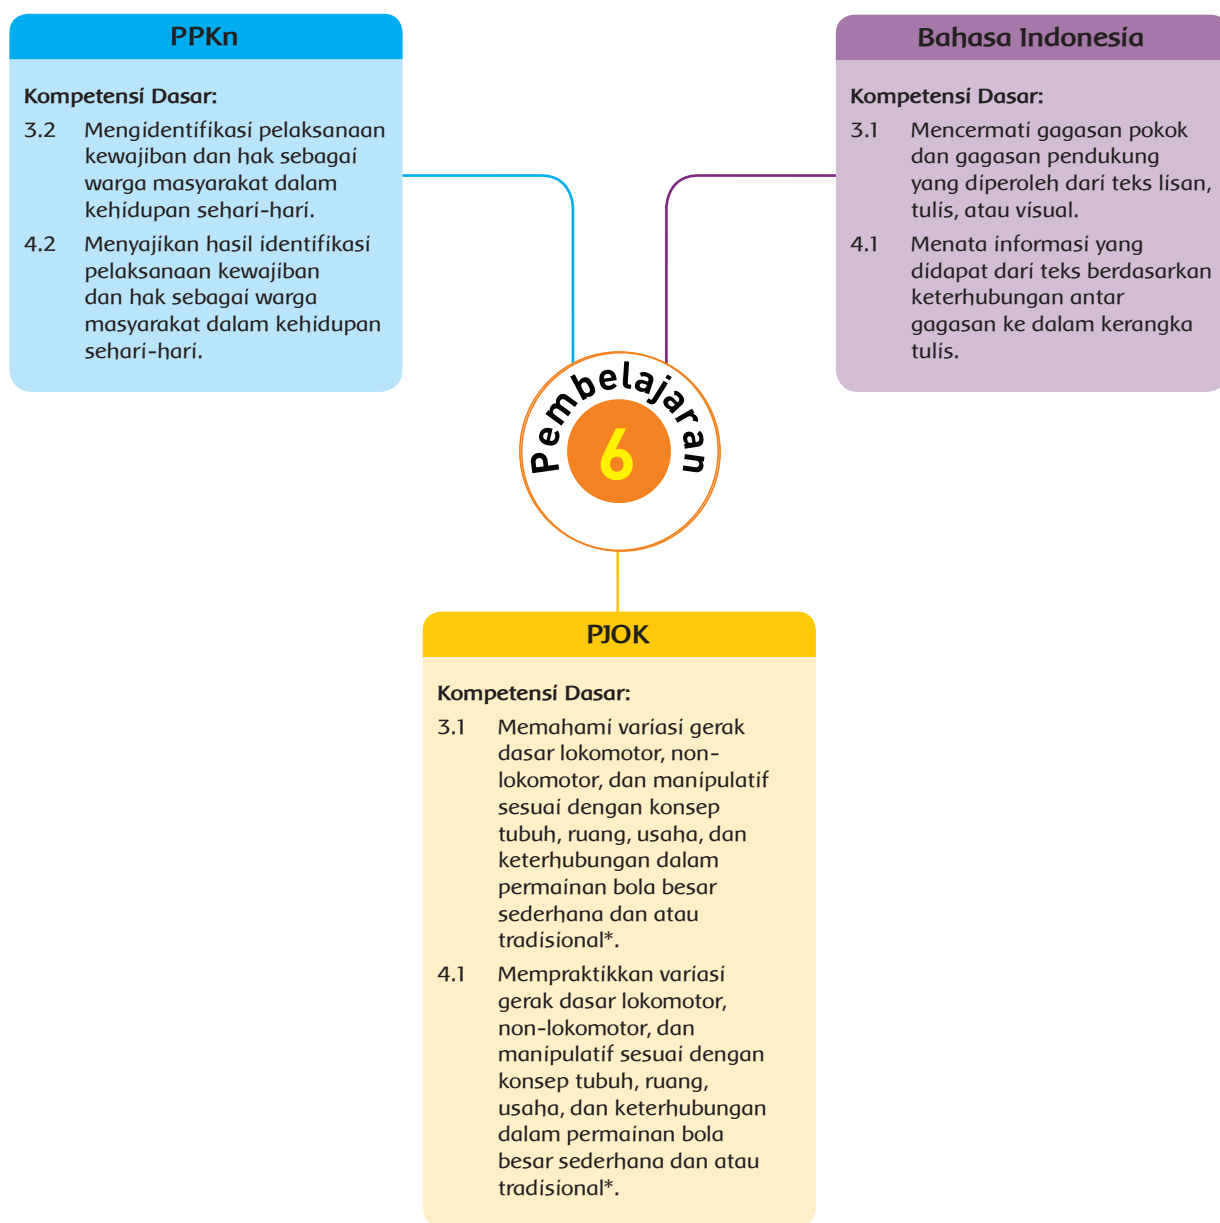 PPKn
Kompetensi Dasar:
3.2 Mengidentifikasi pelaksanaan
kewajiban dan hak sebagai
warga masyarakat dalam
kehidupan sehari-hari.
4.2 Menyajikan hasil identifikasi
pelaksanaan kewajiban
dan hak sebagai warga
masyarakat dalam kehidupan
sehari-hari.
Bahasa Indonesia
Kompetensi Dasar:
3.1 Mencermati gagasan pokok
dan gagasan pendukung
yang diperoleh dari teks lisan,
tulis, atau visual.
4.1 Menata informasi yang
didapat dari teks berdasarkan
keterhubungan antar
gagasan ke dalam kerangka
tulis.
Pembelajaran
6
PJOK
Kompetensi Dasar:
3.1 Memahami variasi gerak
dasar lokomotor, non-
lokomotor, dan manipulatif
sesuai dengan konsep
tubuh, ruang, usaha, dan
keterhubungan dalam
permainan bola besar
sederhana dan atau
tradisional*.
4.1 Mempraktikkan variasi
gerak dasar lokomotor,
non-lokomotor, dan
manipulatif sesuai dengan
konsep tubuh, ruang,
usaha, dan keterhubungan
dalam permainan bola
besar sederhana dan atau
tradisional*.